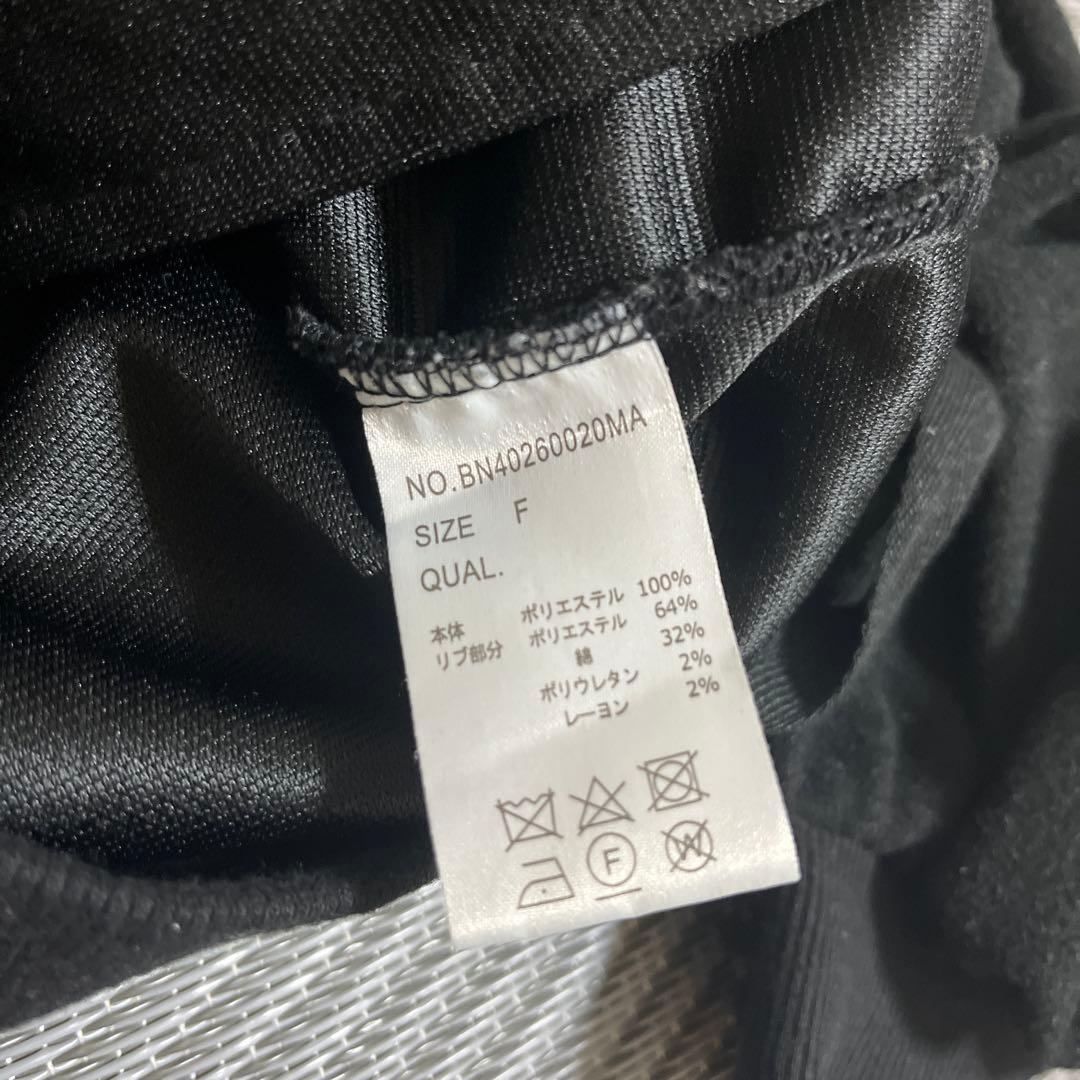 NO.BN40260020MA
SIZE F
QUAL.
本体 ポリエステル 100%
リブ部分 ポリエステル 64%
綿 32%
ポリウレタン 2%
レーヨン 2%
F
W